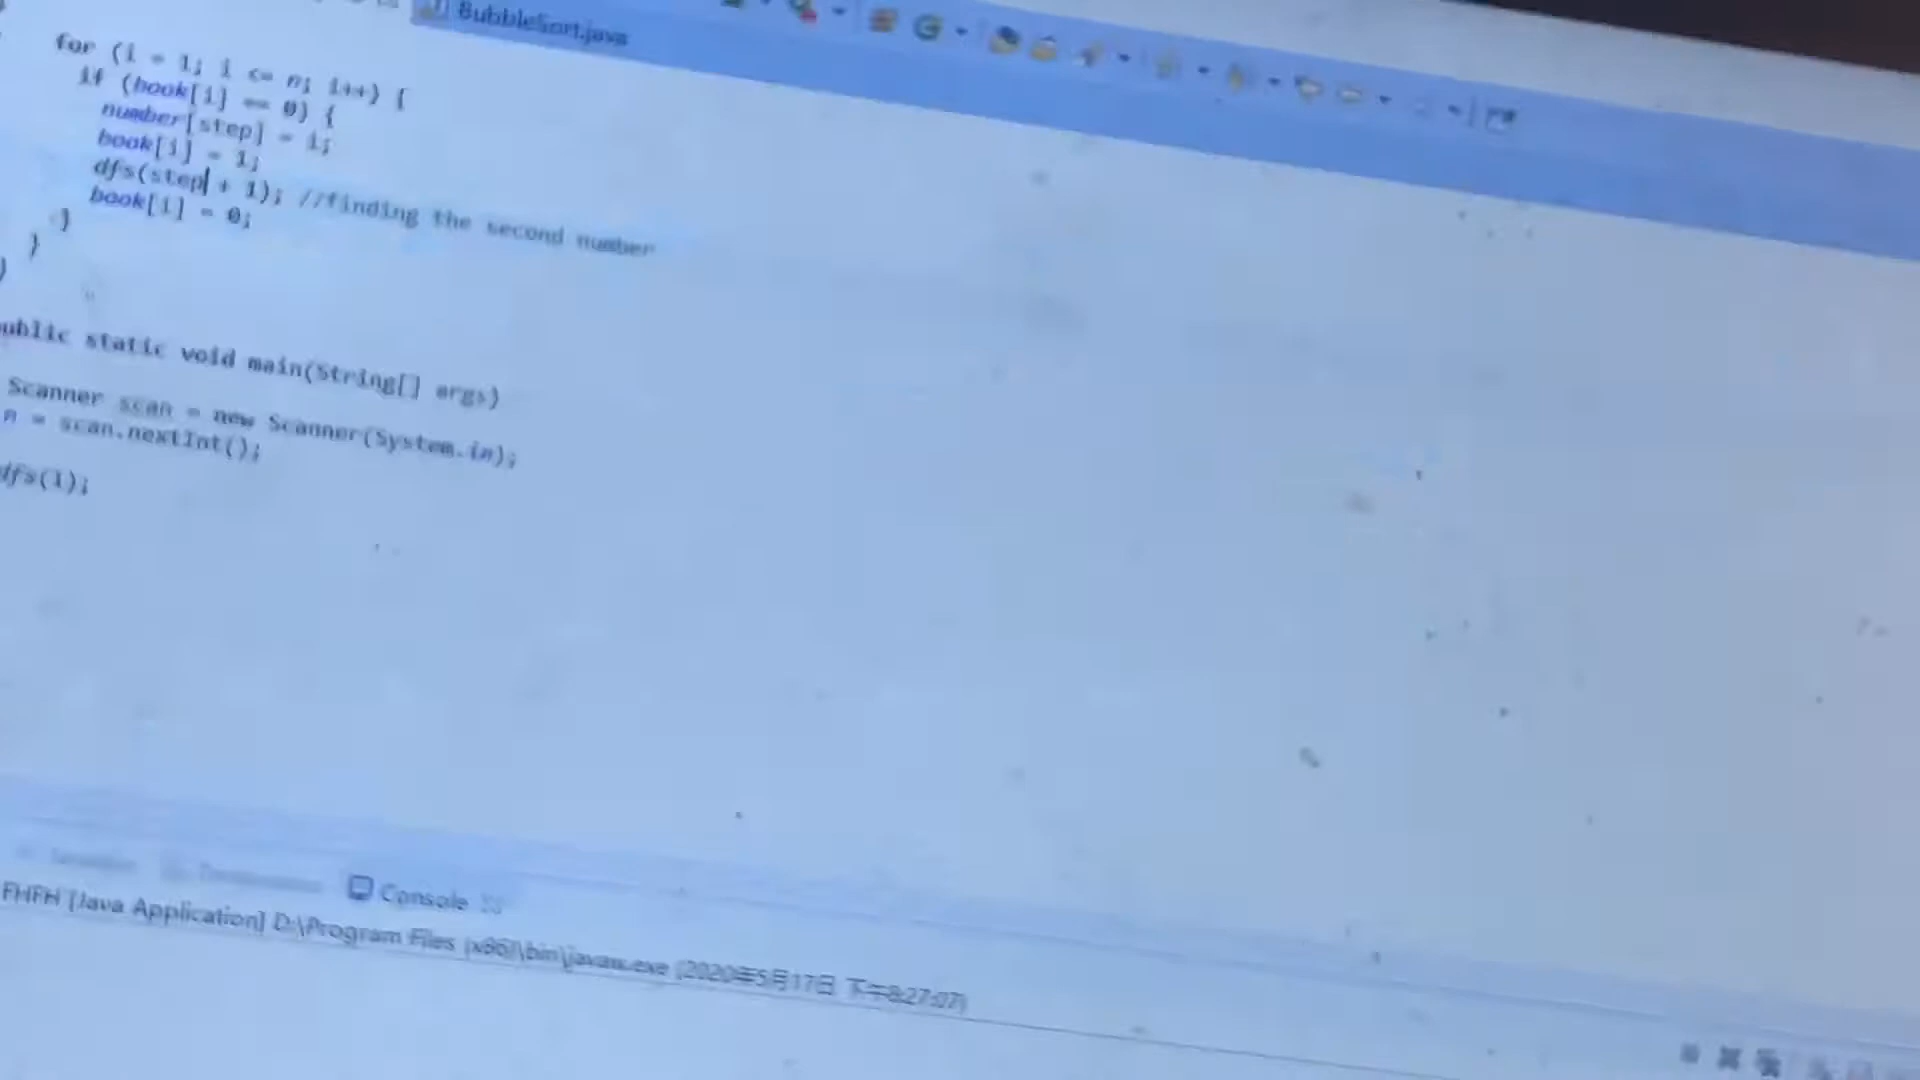 BubbleSort.java
for (i = 1; i <= n; i++) {
if (book[i] == 0) {
number[step] = i;
book[i] = 1;
dfs(step + 1); //finding the second number
book[i] = 0;
}
}
}
ublic static void main(String[] args)
Scanner scan = new Scanner(System.in);
n = scan.nextInt();
dfs(1);
Console
FHFH [Java Application] D:\Program Files (x86)\bin\javaw.exe (2020年5月17日 下午8:27:07)